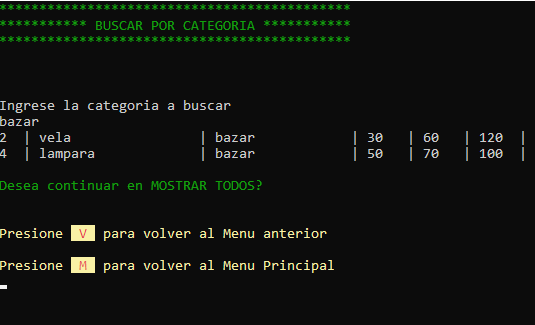 ********************************************
*********** BUSCAR POR CATEGORIA ***********
********************************************
Ingrese la categoria a buscar
bazar
2 | vela | bazar | 30 | 60 | 120 |
4 | lampara | bazar | 50 | 70 | 100 |
Desea continuar en MOSTRAR TODOS?
Presione V para volver al Menu anterior
Presione M para volver al Menu Principal